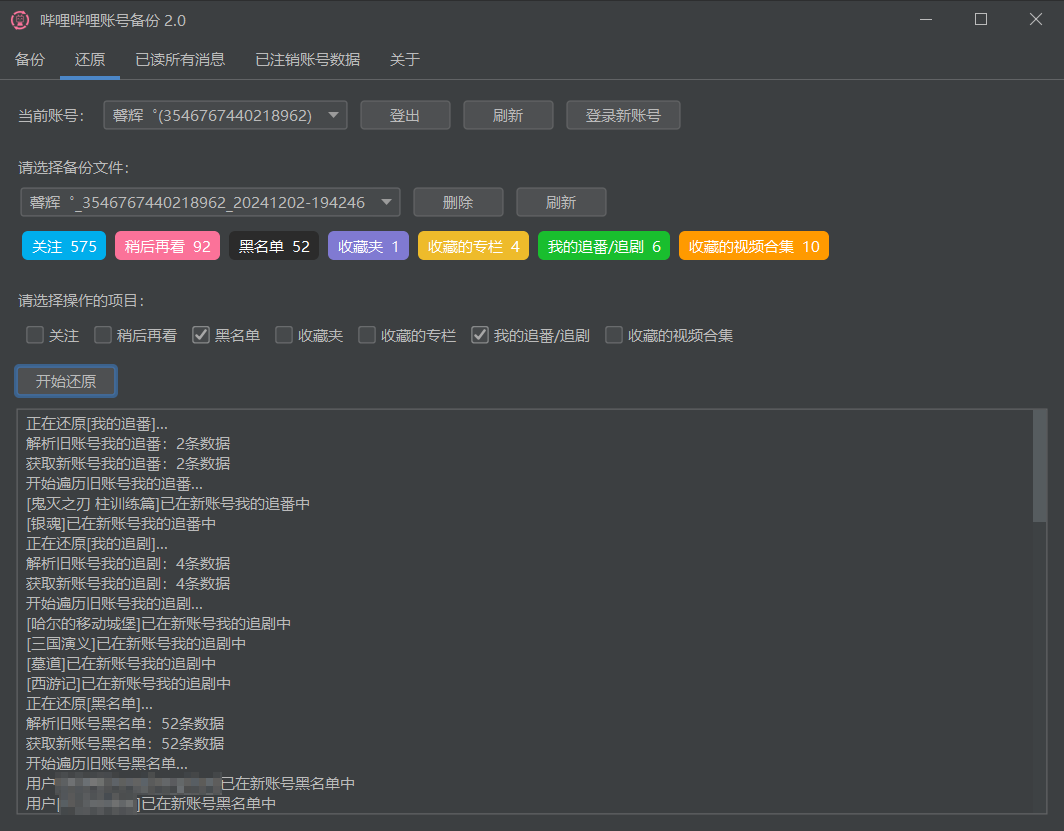 哔哩哔哩账号备份 2.0
备份 还原 已读所有消息 已注销账号数据 关于
当前账号： 馨辉゜(3546767440218962) 登出 刷新 登录新账号
请选择备份文件：
馨辉゜_3546767440218962_20241202-194246 删除 刷新
关注 575 稍后再看 92 黑名单 52 收藏夹 1 收藏的专栏 4 我的追番/追剧 6 收藏的视频合集 10
请选择操作的项目：
关注 稍后再看 黑名单 收藏夹 收藏的专栏 我的追番/追剧 收藏的视频合集
开始还原
正在还原[我的追番]...
解析旧账号我的追番：2条数据
获取新账号我的追番：2条数据
开始遍历旧账号我的追番...
[鬼灭之刃 柱训练篇]已在新账号我的追番中
[银魂]已在新账号我的追番中
正在还原[我的追剧]...
解析旧账号我的追剧：4条数据
获取新账号我的追剧：4条数据
开始遍历旧账号我的追剧...
[哈尔的移动城堡]已在新账号我的追剧中
[三国演义]已在新账号我的追剧中
[墓道]已在新账号我的追剧中
[西游记]已在新账号我的追剧中
正在还原[黑名单]...
解析旧账号黑名单：52条数据
获取新账号黑名单：52条数据
开始遍历旧账号黑名单...
用户 已在新账号黑名单中
用户[ ]已在新账号黑名单中